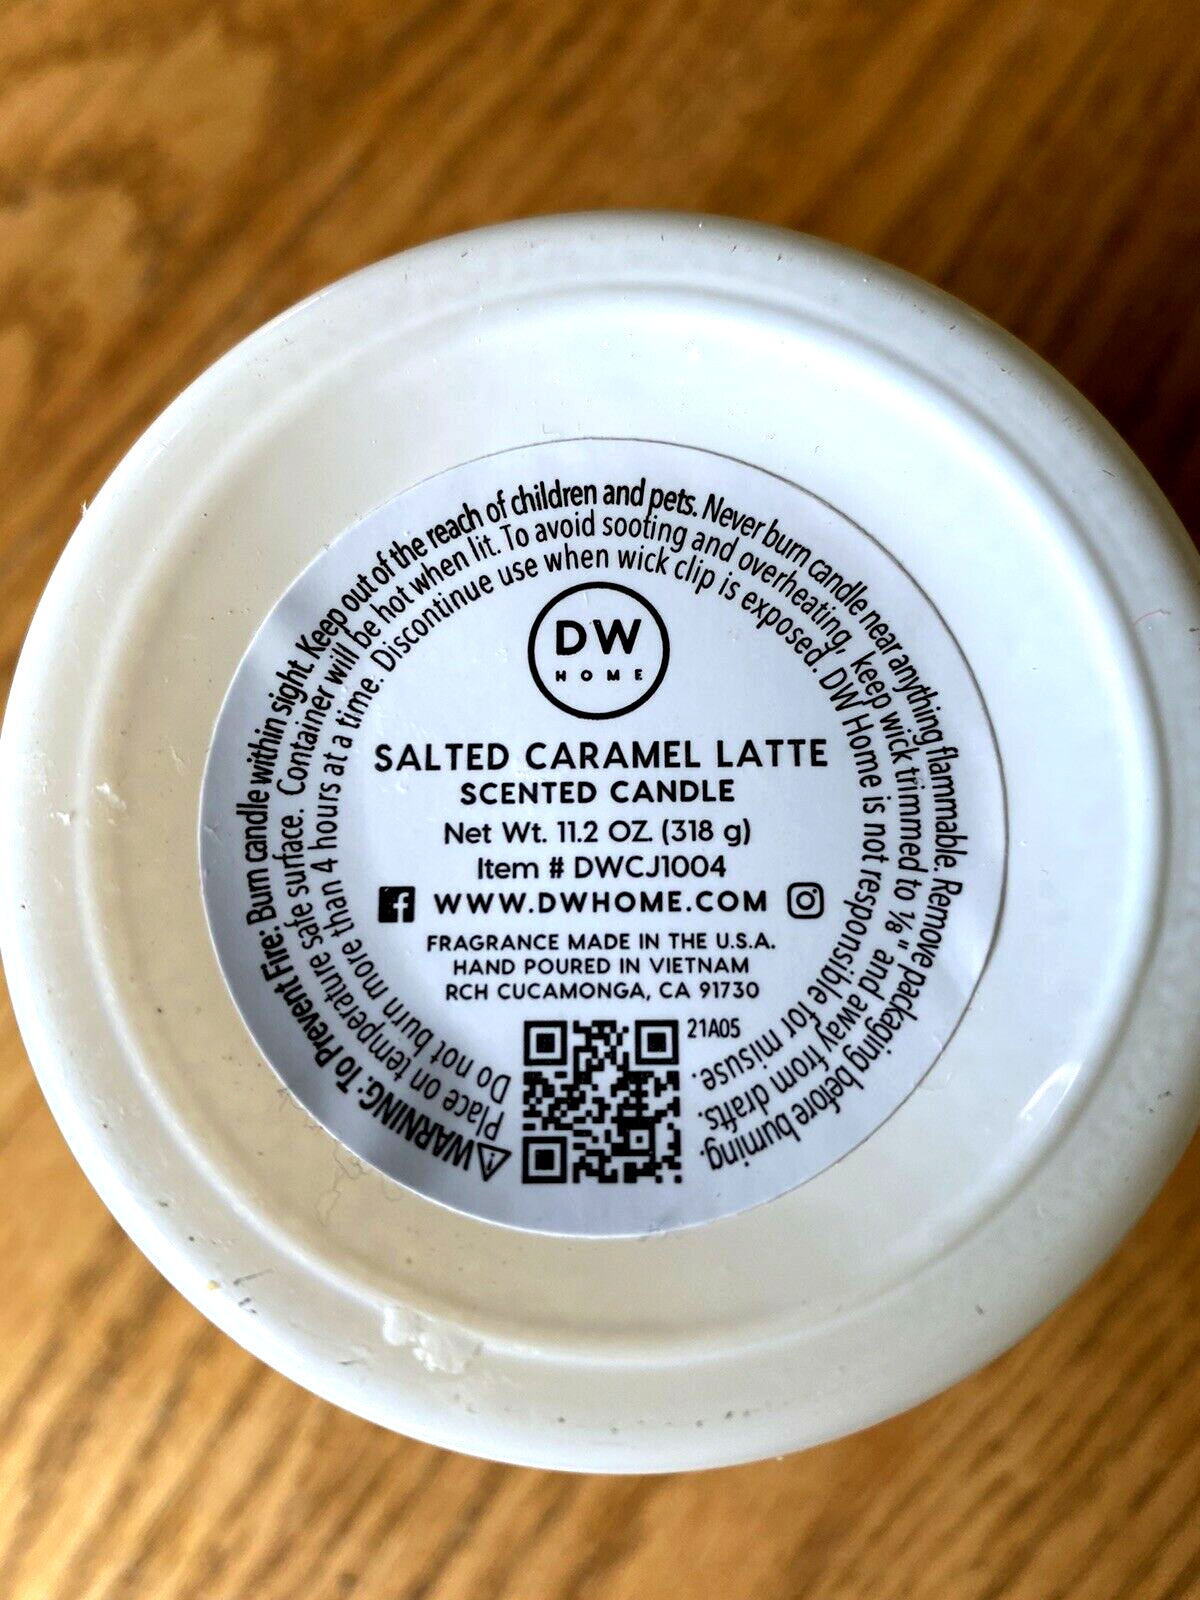 ⚠WARNING: To Prevent Fire: Burn candle within sight. Keep out of the reach of children and pets. Never burn candle near anything flammable. Remove packaging before burning.
Place on temperature safe surface. Container will be hot when lit. To avoid sooting and overheating, keep wick trimmed to ⅛" and away from drafts.
Do not burn more than 4 hours at a time. Discontinue use when wick clip is exposed. DW Home is not responsible for misuse.
DW
HOME
SALTED CARAMEL LATTE
SCENTED CANDLE
Net Wt. 11.2 OZ. (318 g)
Item # DWCJ1004
WWW.DWHOME.COM
FRAGRANCE MADE IN THE U.S.A.
HAND POURED IN VIETNAM
RCH CUCAMONGA, CA 91730
21A05